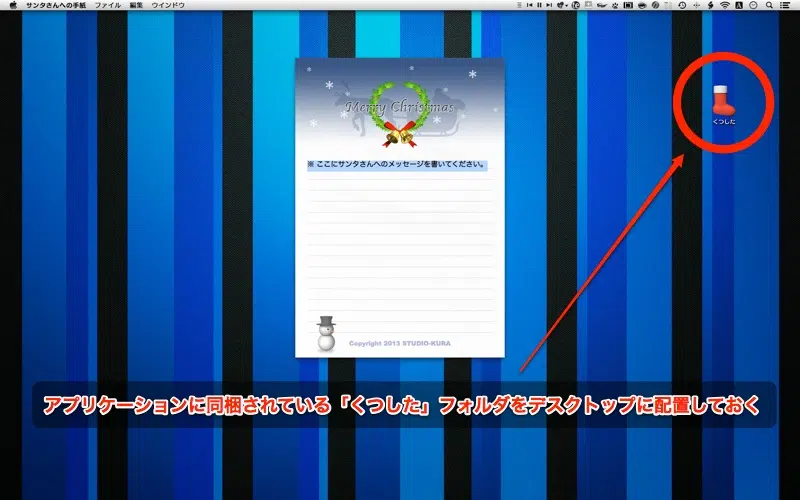 サンタさんへの手紙 ファイル 編集 ウインドウ
A
Merry Christmas
くつした
※ ここにサンタさんへのメッセージを書いてください。
Copyright 2013 STUDIO-KURA
アプリケーションに同梱されている「くつした」フォルダをデスクトップに配置しておく